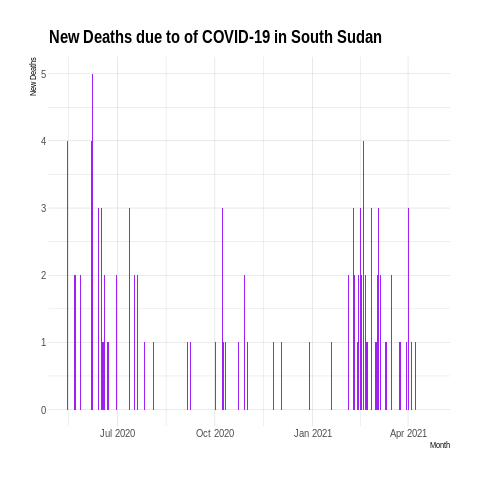 New Deaths due to of COVID-19 in South Sudan
New Deaths
5
4
3
2
1
0
Jul 2020 Oct 2020 Jan 2021 Apr 2021
Month